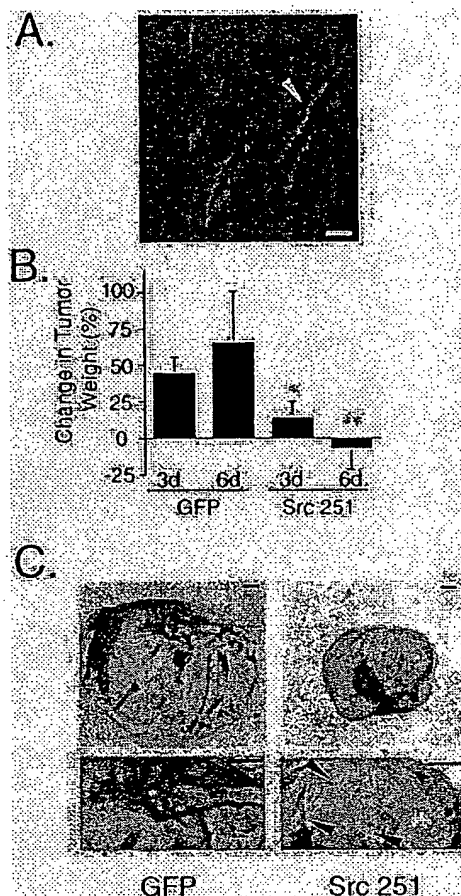 A.
B.
Change in Tumor
Weight (%)
100
75
50
25
0
-25
3d 6d 3d 6d
* **
GFP Src 251
C.
GFP Src 251